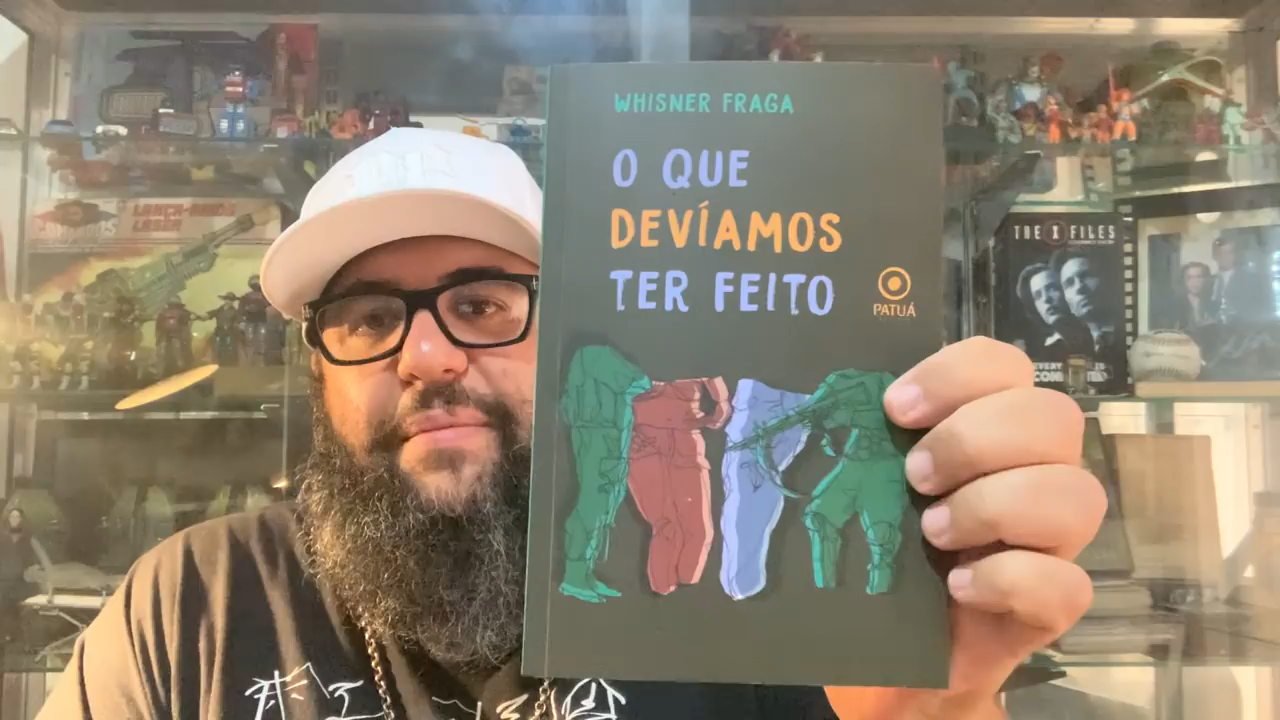 WHISNER FRAGA
O QUE
DEVÍAMOS
TER FEITO
PATUÁ
THE X FILES